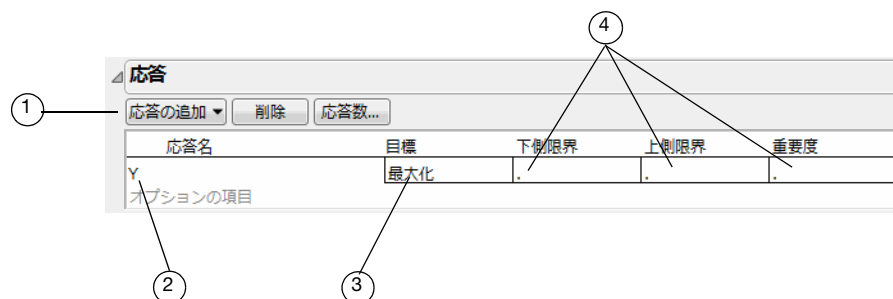 4
応答
1
応答の追加 削除 応答数...
応答名 目標 下側限界 上側限界 重要度
Y 最大化 . . .
オプションの項目
2 3